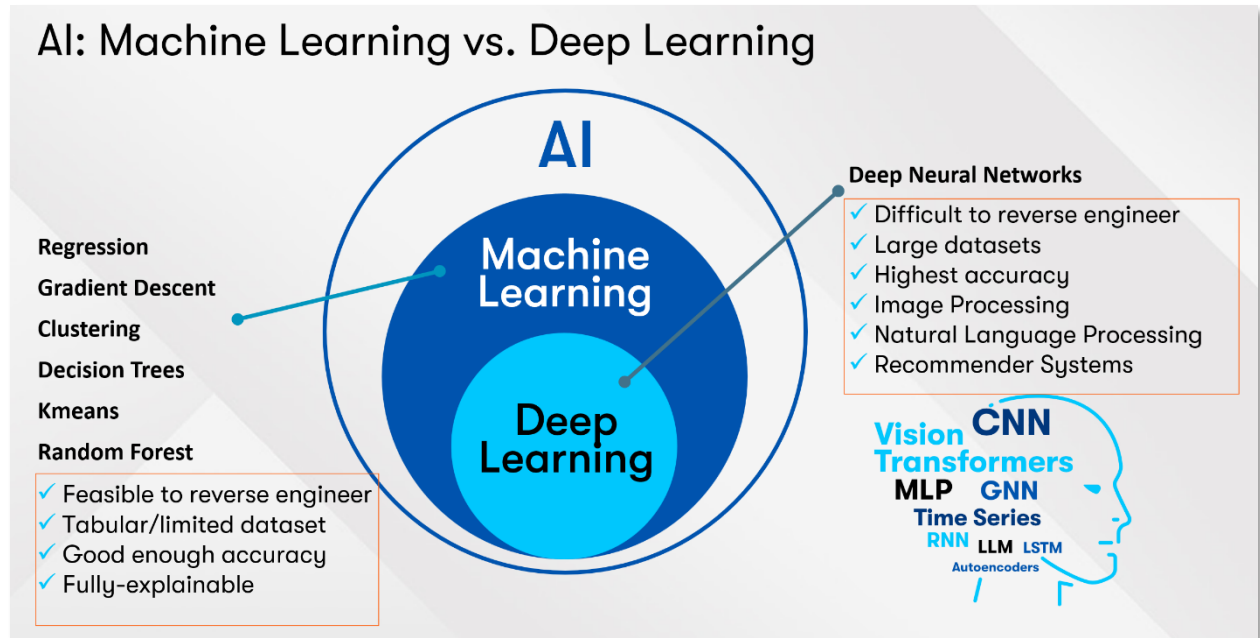 AI: Machine Learning vs. Deep Learning
AI
Machine
Learning
Deep
Learning
Regression
Gradient Descent
Clustering
Decision Trees
Kmeans
Random Forest
✓ Feasible to reverse engineer
✓ Tabular/limited dataset
✓ Good enough accuracy
✓ Fully-explainable
Deep Neural Networks
✓ Difficult to reverse engineer
✓ Large datasets
✓ Highest accuracy
✓ Image Processing
✓ Natural Language Processing
✓ Recommender Systems
CNN
Vision
Transformers
MLP GNN
Time Series
RNN LLM LSTM
Autoencoders